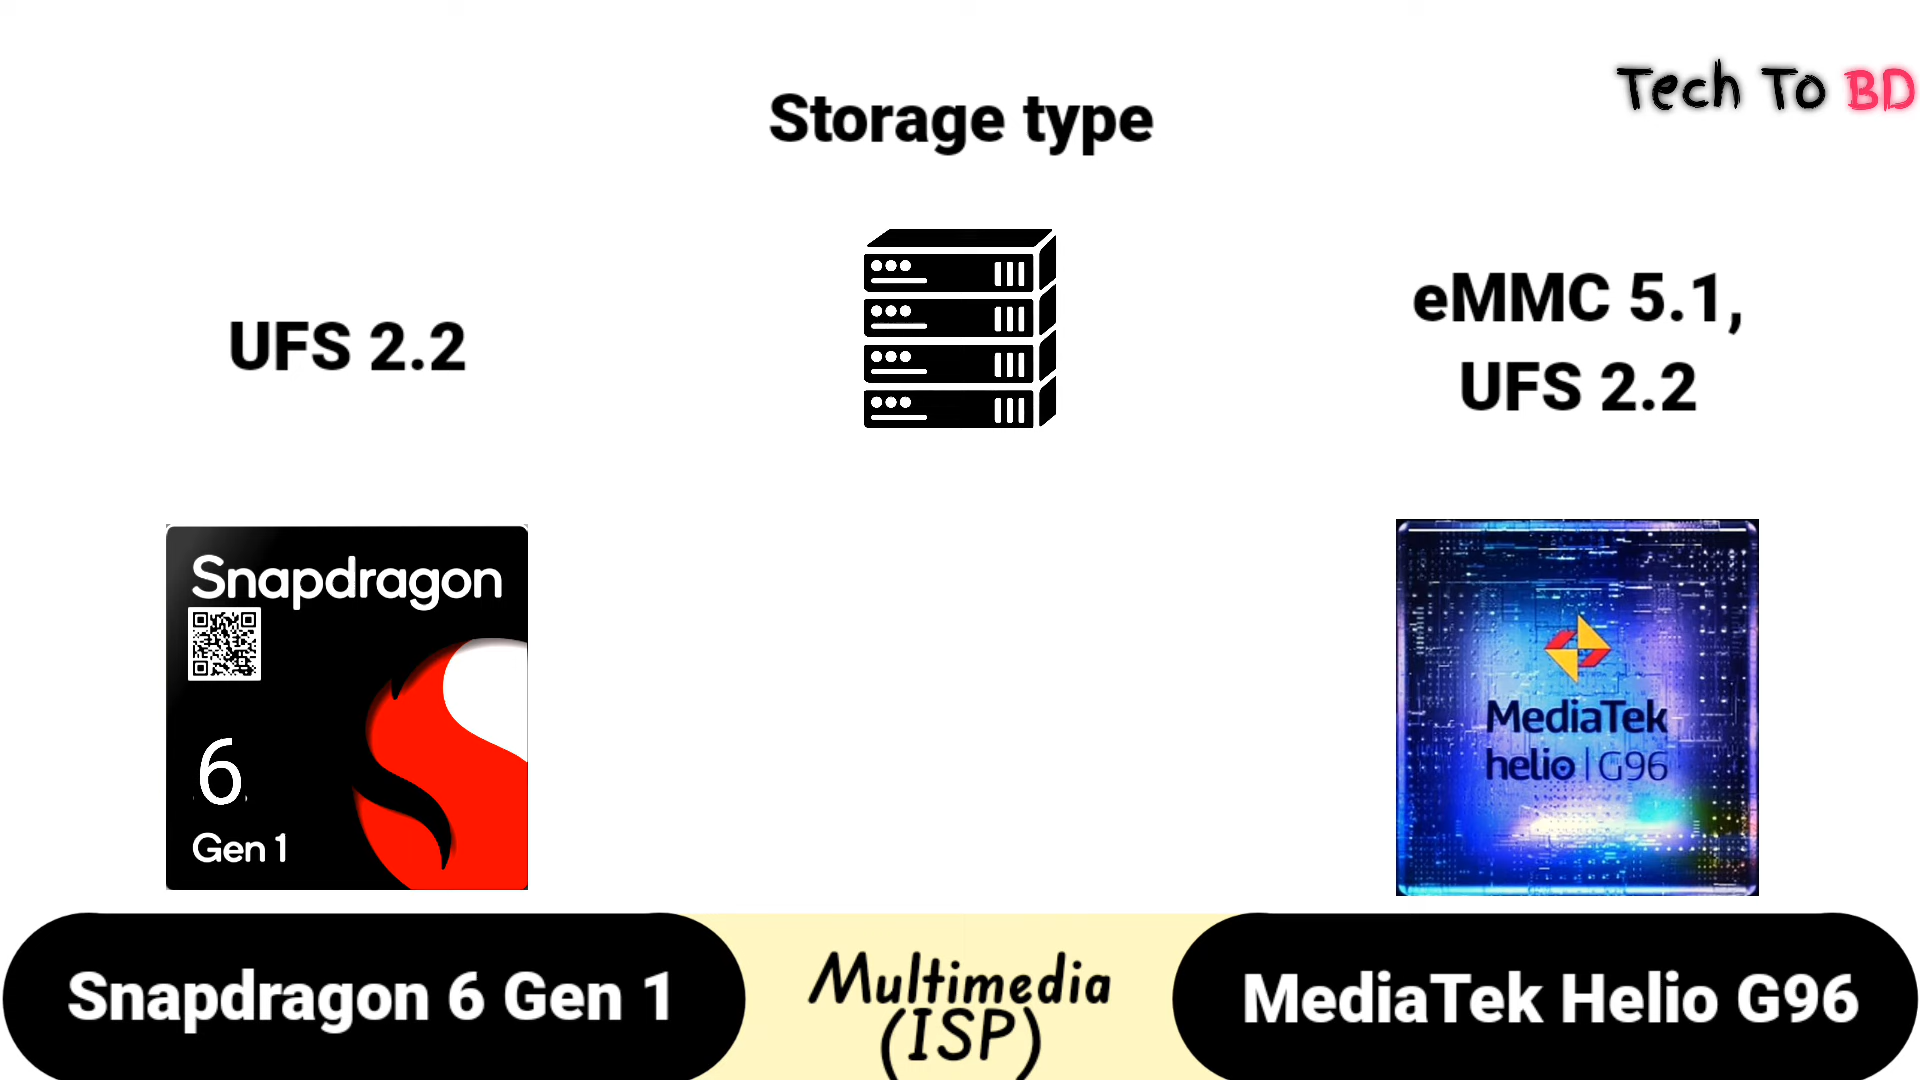 Tech To BD
Storage type
UFS 2.2
eMMC 5.1,
UFS 2.2
Snapdragon
6
Gen 1
MediaTek
helio | G96
Snapdragon 6 Gen 1
Multimedia
(ISP)
MediaTek Helio G96